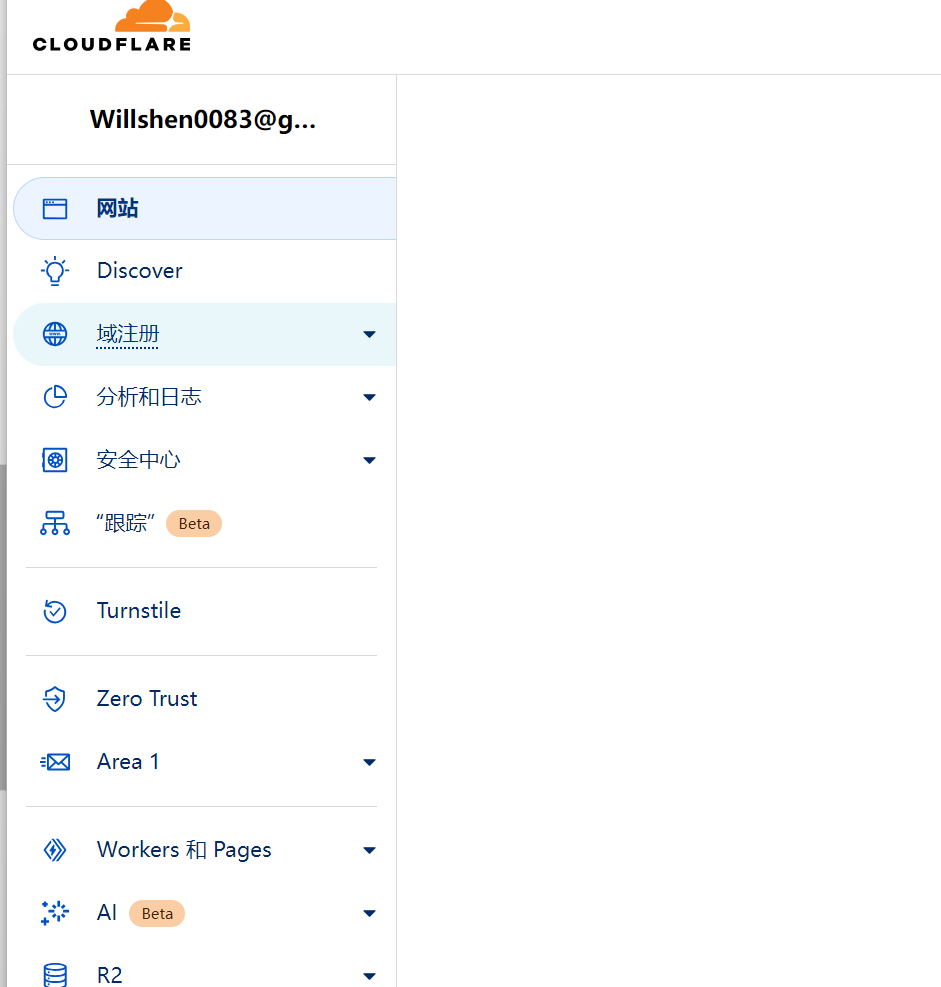 CLOUDFLARE
Willshen0083@g...
网站
Discover
域注册
分析和日志
安全中心
“跟踪” Beta
Turnstile
Zero Trust
Area 1
Workers 和 Pages
AI Beta
R2